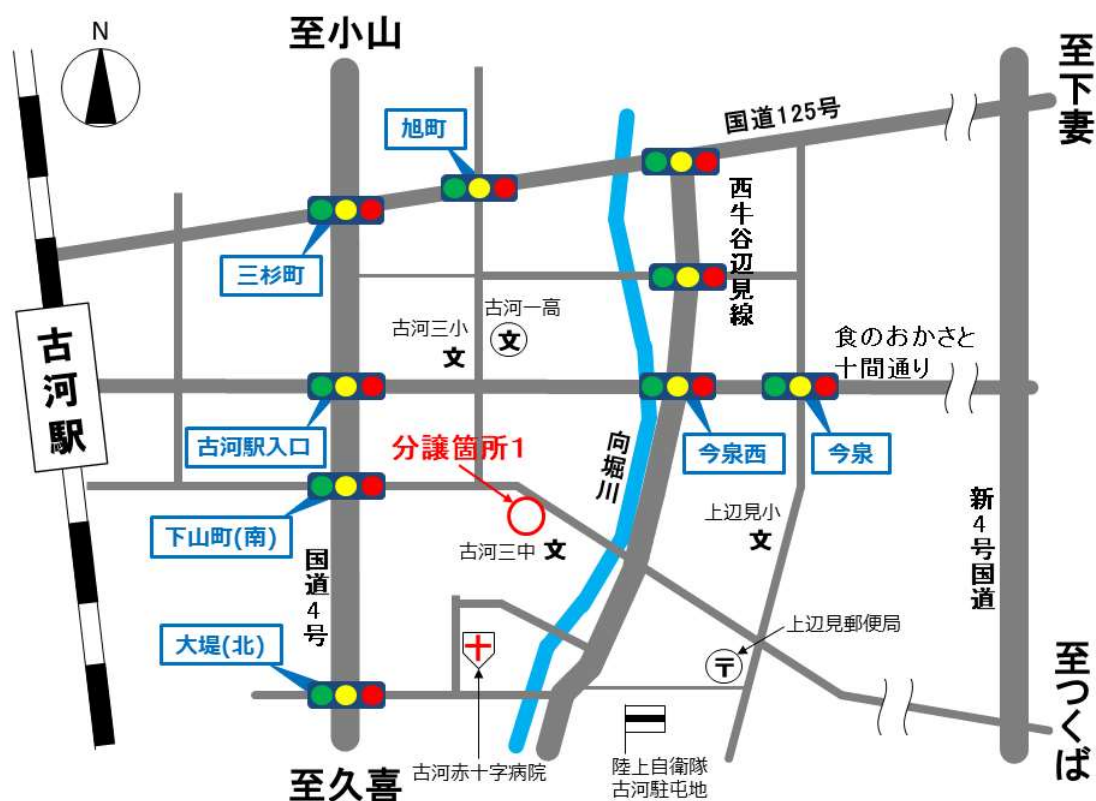 N
至小山
至下妻
国道125号
旭町
三杉町
西牛谷辺見線
古河一高
古河三小
文
文
食のおかさと
十間通り
古河駅
古河駅入口
分譲箇所1
向堀川
今泉西
今泉
下山町(南)
古河三中
文
上辺見小
文
新4号国道
国道4号
大堤(北)
上辺見郵便局
〒
至つくば
古河赤十字病院
陸上自衛隊
古河駐屯地
至久喜